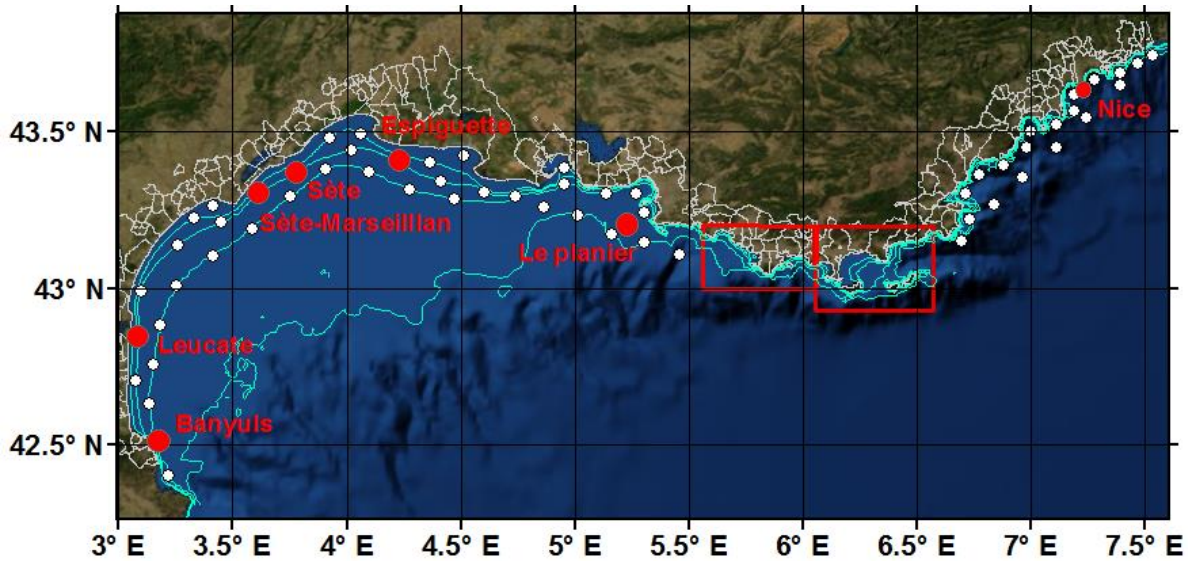 43.5° N
43° N
42.5° N
Espiguette
Nice
Sète
Sète-Marseilllan
Le planier
Leucate
Banyuls
3° E 3.5° E 4° E 4.5° E 5° E 5.5° E 6° E 6.5° E 7° E 7.5° E